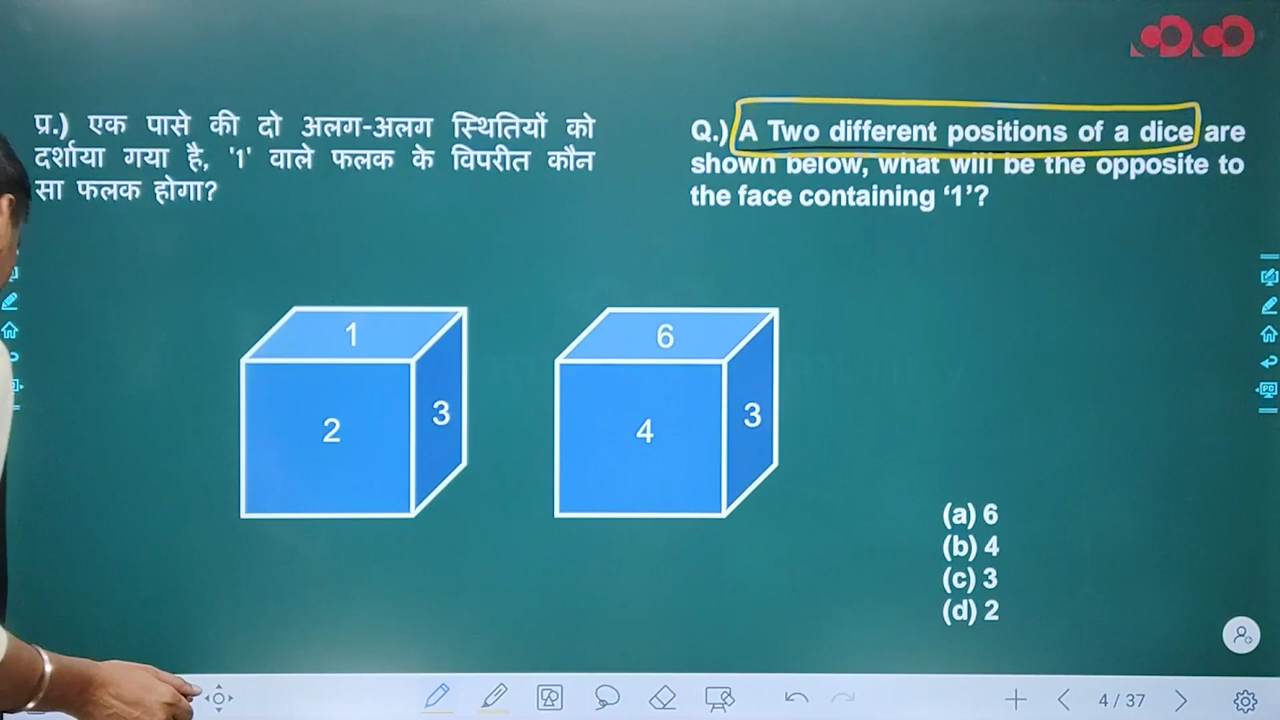 प्र.) एक पासे की दो अलग-अलग स्थितियों को
दर्शाया गया है, '1' वाले फलक के विपरीत कौन
सा फलक होगा?
Q.) A Two different positions of a dice are
shown below, what will be the opposite to
the face containing ‘1’?
1
2
3
6
4
3
(a) 6
(b) 4
(c) 3
(d) 2
4 / 37